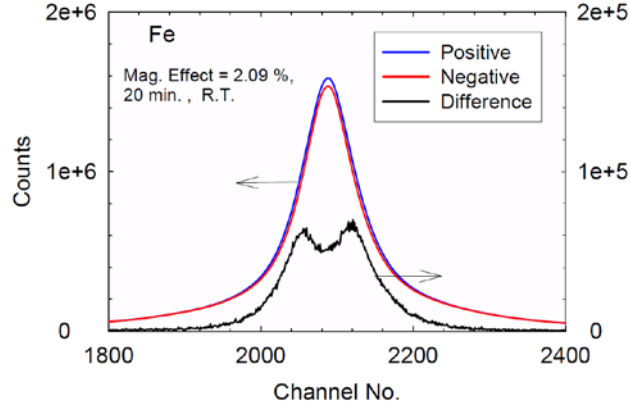 2e+6
2e+5
Fe
Positive
Negative
Difference
Mag. Effect = 2.09 %,
20 min. , R.T.
1e+6
1e+5
Counts
0
0
1800
2000
2200
2400
Channel No.